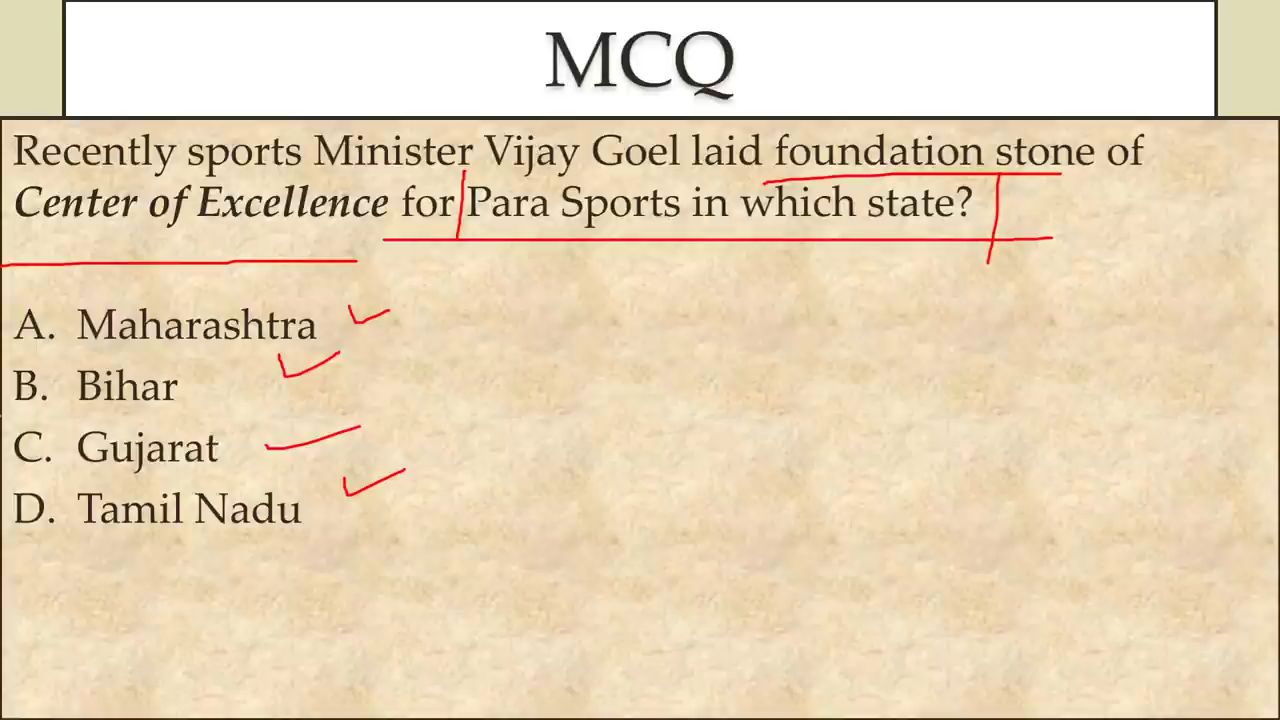 MCQ
Recently sports Minister Vijay Goel laid foundation stone of
Center of Excellence for Para Sports in which state?
A. Maharashtra
B. Bihar
C. Gujarat
D. Tamil Nadu